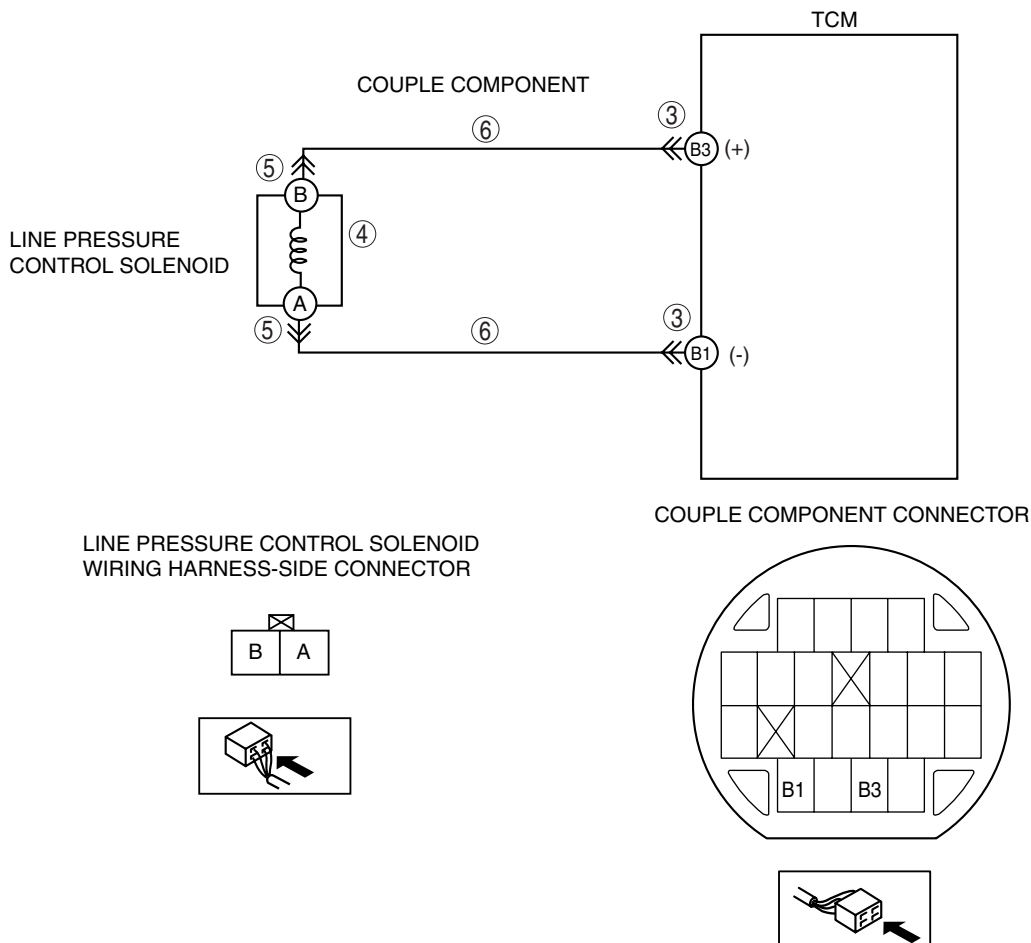 TCM
COUPLE COMPONENT
③
⑥
B3 (+)
⑤
B
④
LINE PRESSURE
CONTROL SOLENOID
A
⑤
⑥
③
B1 (-)
COUPLE COMPONENT CONNECTOR
LINE PRESSURE CONTROL SOLENOID
WIRING HARNESS-SIDE CONNECTOR
B A
B1 B3